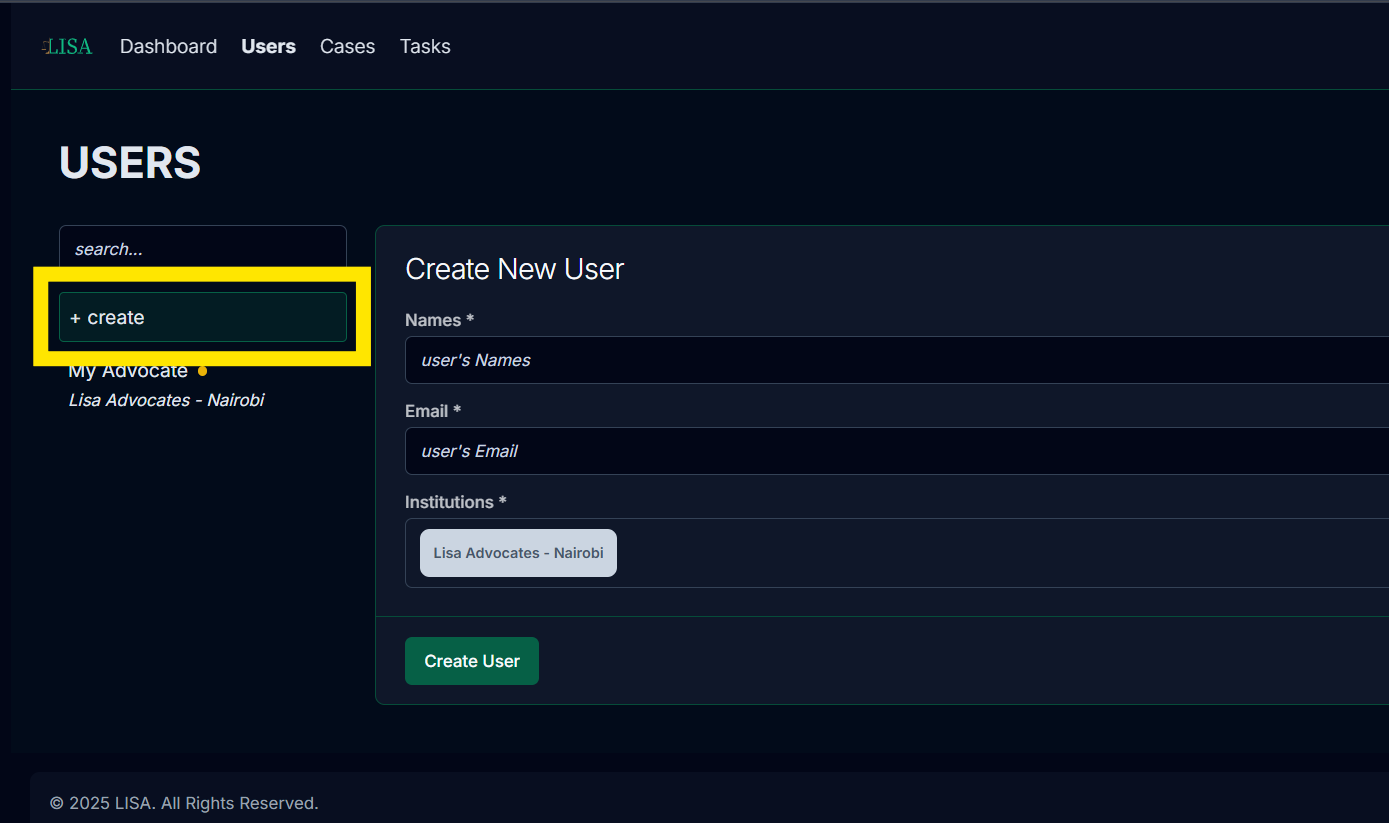 LISA Dashboard Users Cases Tasks
USERS
search...
+ create
My Advocate
Lisa Advocates - Nairobi
Create New User
Names *
user's Names
Email *
user's Email
Institutions *
Lisa Advocates - Nairobi
Create User
© 2025 LISA. All Rights Reserved.